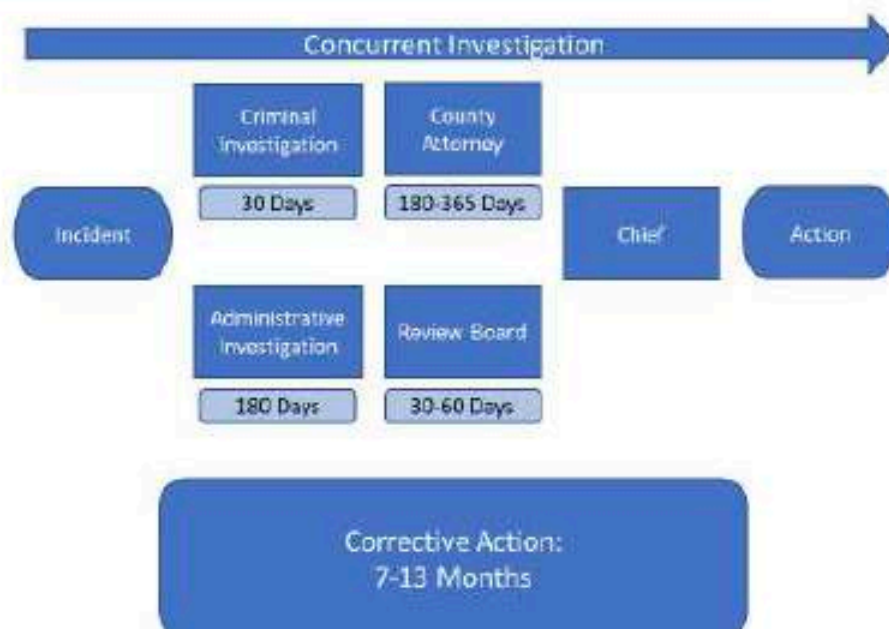 Concurrent Investigation
Criminal
Investigation
30 Days
County
Attorney
180-365 Days
Incident
Chief
Action
Administrative
Investigation
180 Days
Review Board
30-60 Days
Corrective Action:
7-13 Months